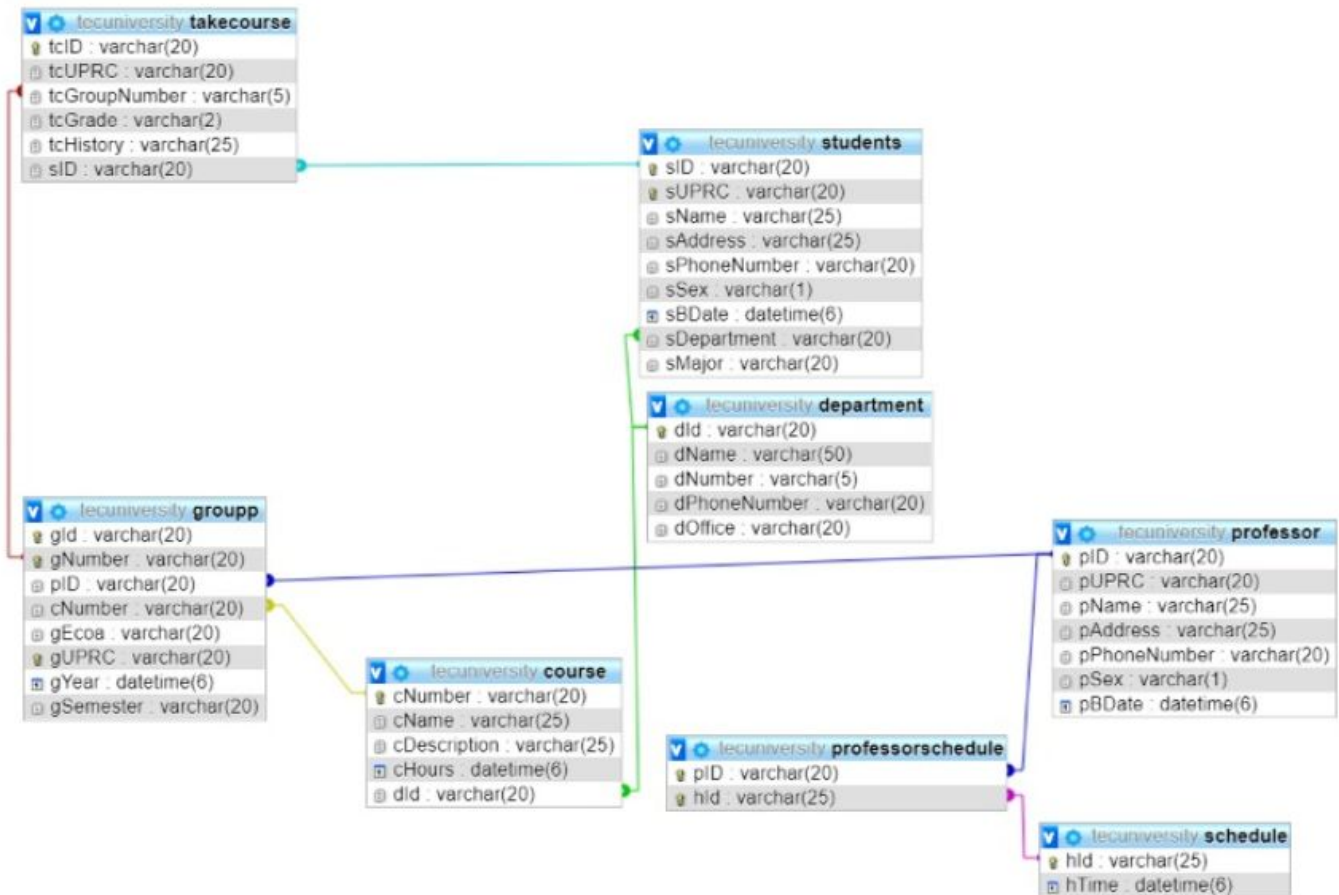 tecuniversity takecourse
tcID : varchar(20)
tcUPRC : varchar(20)
tcGroupNumber : varchar(5)
tcGrade : varchar(2)
tcHistory : varchar(25)
sID : varchar(20)
tecuniversity students
sID : varchar(20)
sUPRC : varchar(20)
sName : varchar(25)
sAddress : varchar(25)
sPhoneNumber : varchar(20)
sSex : varchar(1)
sBDate : datetime(6)
sDepartment : varchar(20)
sMajor : varchar(20)
tecuniversity department
dId : varchar(20)
dName : varchar(50)
dNumber : varchar(5)
dPhoneNumber : varchar(20)
dOffice : varchar(20)
tecuniversity groupp
gId : varchar(20)
gNumber : varchar(20)
pID : varchar(20)
cNumber : varchar(20)
gEcoa : varchar(20)
gUPRC : varchar(20)
gYear : datetime(6)
gSemester : varchar(20)
tecuniversity course
cNumber : varchar(20)
cName : varchar(25)
cDescription : varchar(25)
cHours : datetime(6)
dId : varchar(20)
tecuniversity professor
pID : varchar(20)
pUPRC : varchar(20)
pName : varchar(25)
pAddress : varchar(25)
pPhoneNumber : varchar(20)
pSex : varchar(1)
pBDate : datetime(6)
tecuniversity professorschedule
pID : varchar(20)
hId : varchar(25)
tecuniversity schedule
hId : varchar(25)
hTime : datetime(6)